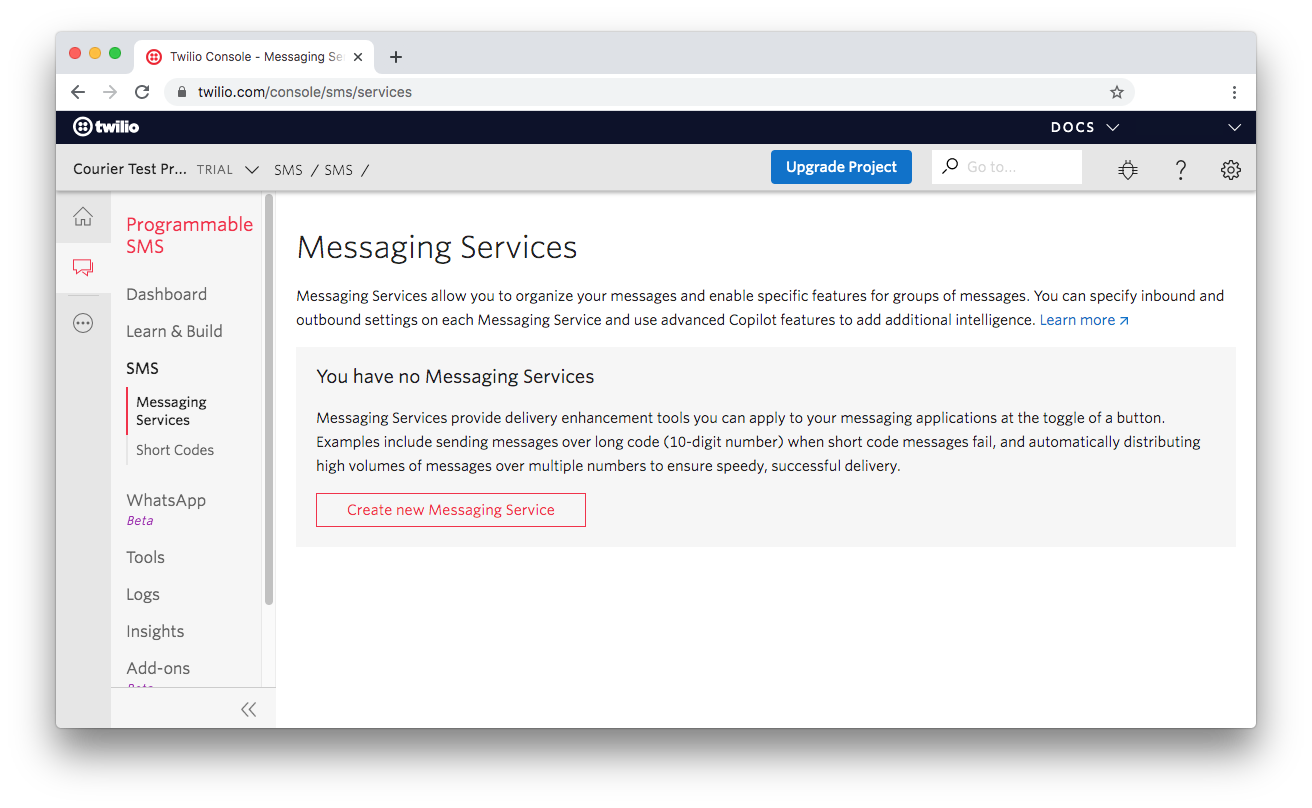 Twilio Console - Messaging Se
twilio.com/console/sms/services
twilio
DOCS
Courier Test Pr... TRIAL SMS / SMS /
Upgrade Project
Go to...
Programmable
SMS
Dashboard
Learn & Build
SMS
Messaging
Services
Short Codes
WhatsApp
Beta
Tools
Logs
Insights
Add-ons
Beta
Messaging Services
Messaging Services allow you to organize your messages and enable specific features for groups of messages. You can specify inbound and
outbound settings on each Messaging Service and use advanced Copilot features to add additional intelligence. Learn more
You have no Messaging Services
Messaging Services provide delivery enhancement tools you can apply to your messaging applications at the toggle of a button.
Examples include sending messages over long code (10-digit number) when short code messages fail, and automatically distributing
high volumes of messages over multiple numbers to ensure speedy, successful delivery.
Create new Messaging Service